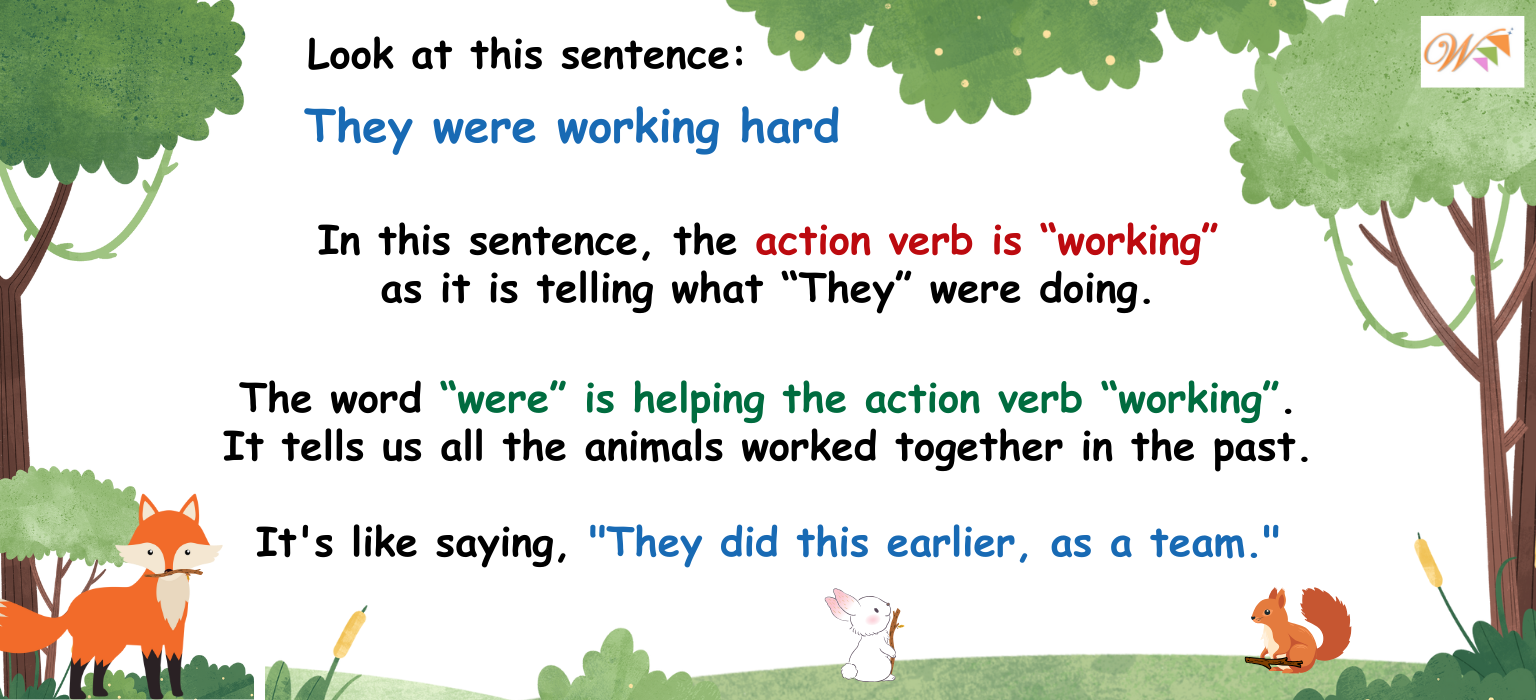 Look at this sentence:
They were working hard
In this sentence, the action verb is “working”
as it is telling what “They” were doing.
The word “were” is helping the action verb “working”.
It tells us all the animals worked together in the past.
It's like saying, "They did this earlier, as a team."
W